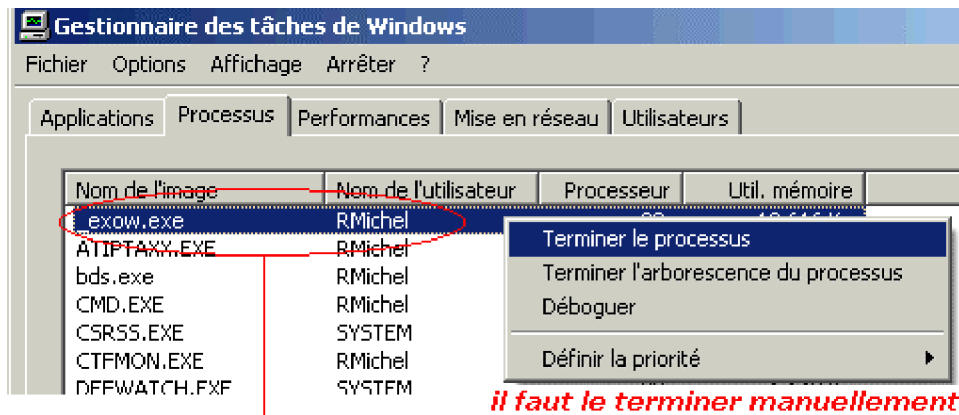 Gestionnaire des tâches de Windows
Fichier Options Affichage Arrêter ?
Applications Processus Performances Mise en réseau Utilisateurs
Nom de l'image Nom de l'utilisateur Processeur Util. mémoire
_exow.exe RMichel
Terminer le processus
ATIPTAXX.EXE RMichel
bds.exe RMichel
Terminer l'arborescence du processus
CMD.EXE RMichel
Déboguer
CSRSS.EXE SYSTEM
CTFMON.EXE RMichel
Définir la priorité
DEFWATCH.EXE SYSTEM
il faut le terminer manuellement